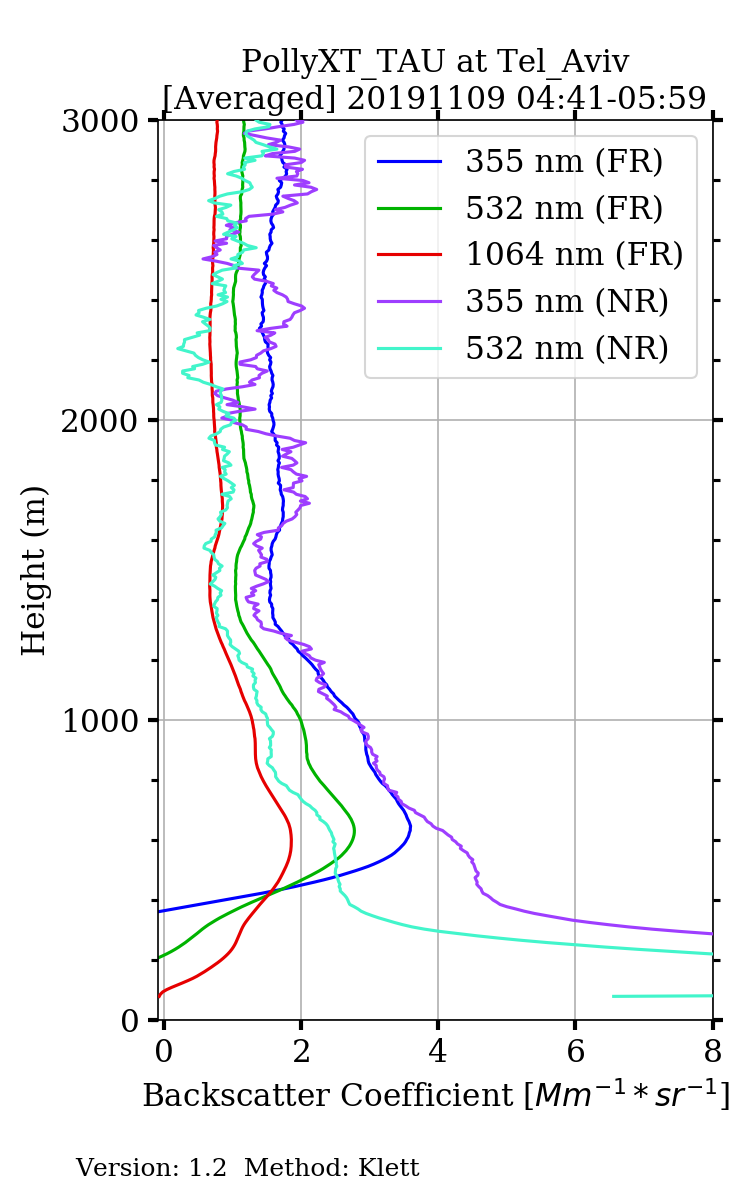 PollyXT_TAU at Tel_Aviv
[Averaged] 20191109 04:41-05:59
3000
2000
1000
0
Height (m)
355 nm (FR)
532 nm (FR)
1064 nm (FR)
355 nm (NR)
532 nm (NR)
0 2 4 6 8
Backscatter Coefficient [Mm⁻¹*sr⁻¹]
Version: 1.2  Method: Klett